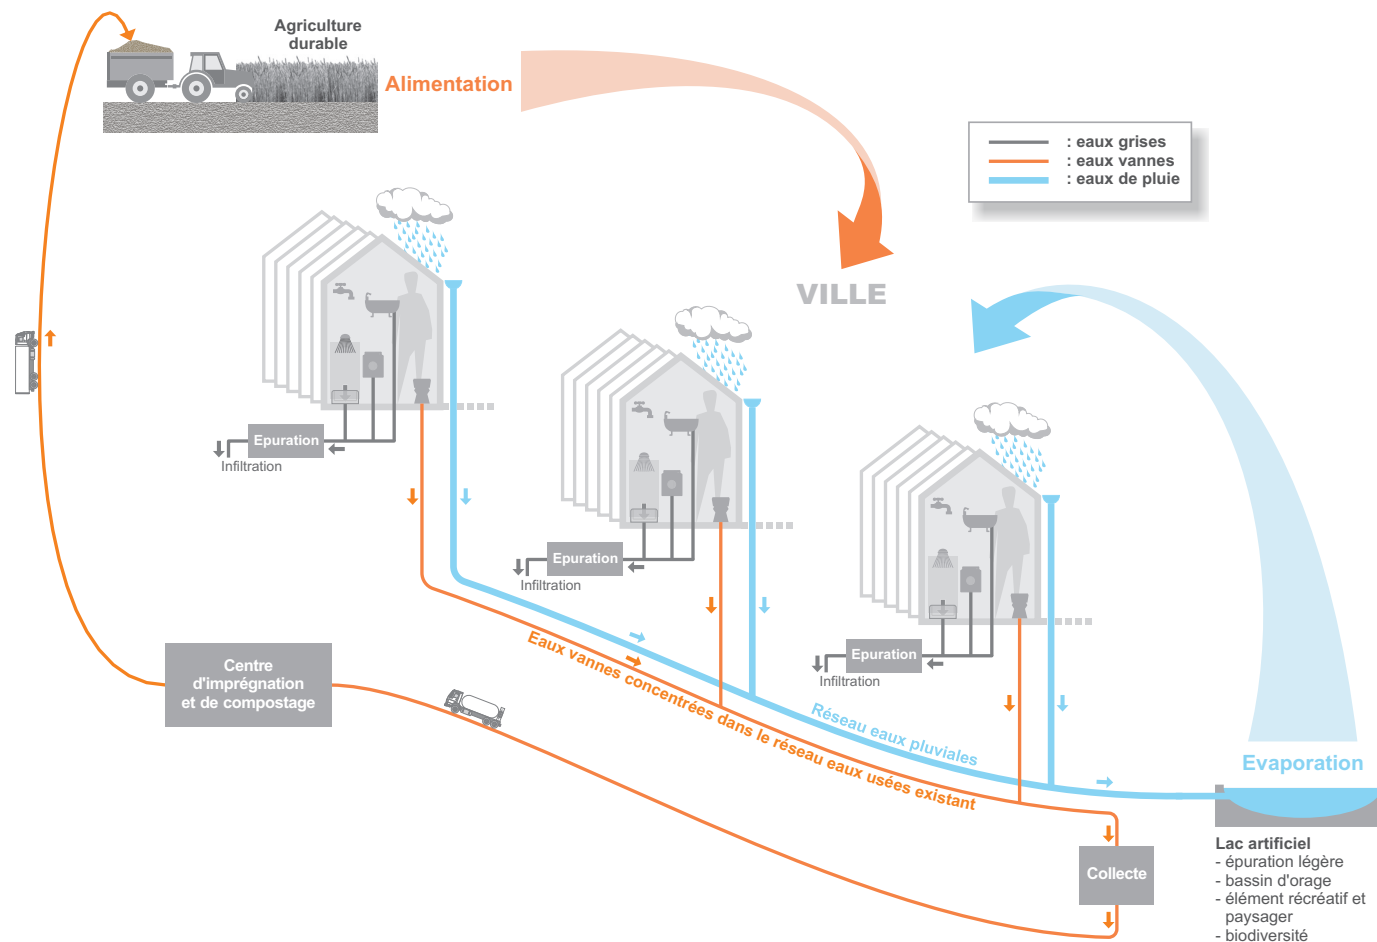 Agriculture
durable
Alimentation
: eaux grises
: eaux vannes
: eaux de pluie
VILLE
Epuration
Infiltration
Epuration
Infiltration
Epuration
Infiltration
Centre
d'imprégnation
et de compostage
Eaux vannes concentrées dans le réseau eaux usées existant
Réseau eaux pluviales
Evaporation
Collecte
Lac artificiel
- épuration légère
- bassin d'orage
- élément récréatif et
paysager
- biodiversité